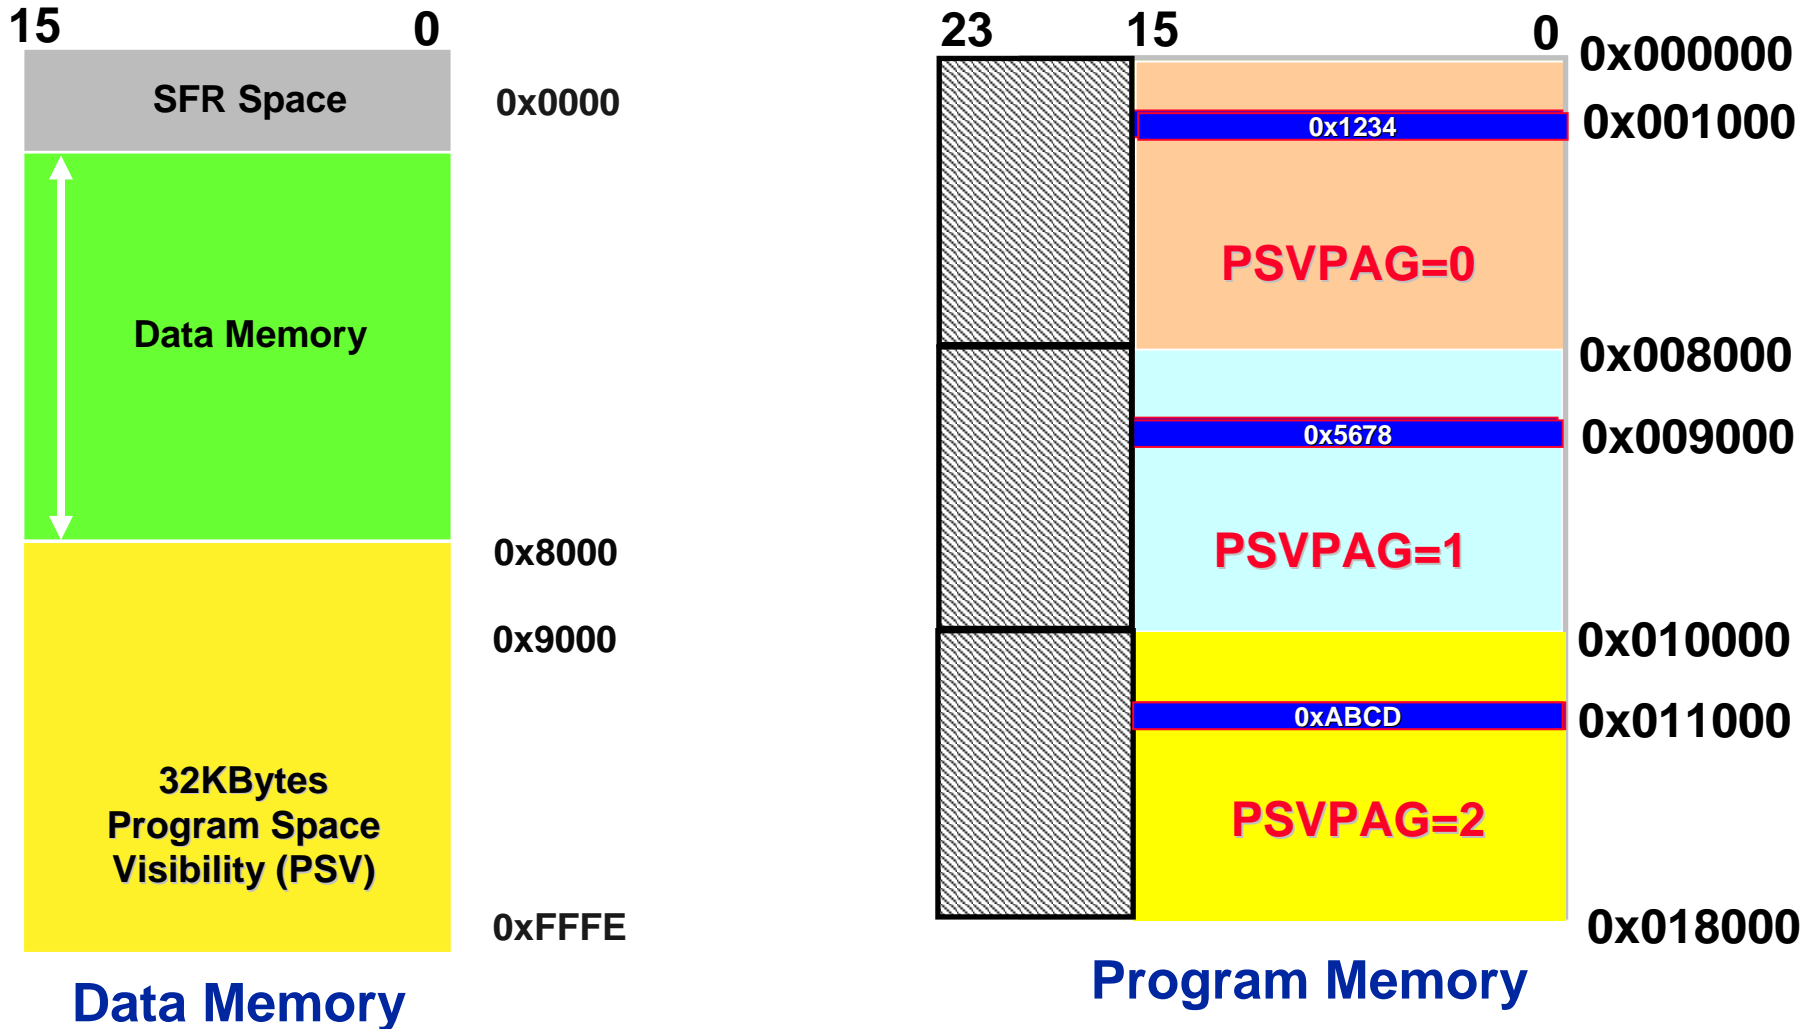 15
0
SFR Space
0x0000
Data Memory
0x8000
0x9000
32KBytes
Program Space
Visibility (PSV)
0xFFFE
Data Memory
23
15
0
0x000000
0x1234
0x001000
PSVPAG=0
0x008000
0x5678
0x009000
PSVPAG=1
0x010000
0xABCD
0x011000
PSVPAG=2
0x018000
Program Memory